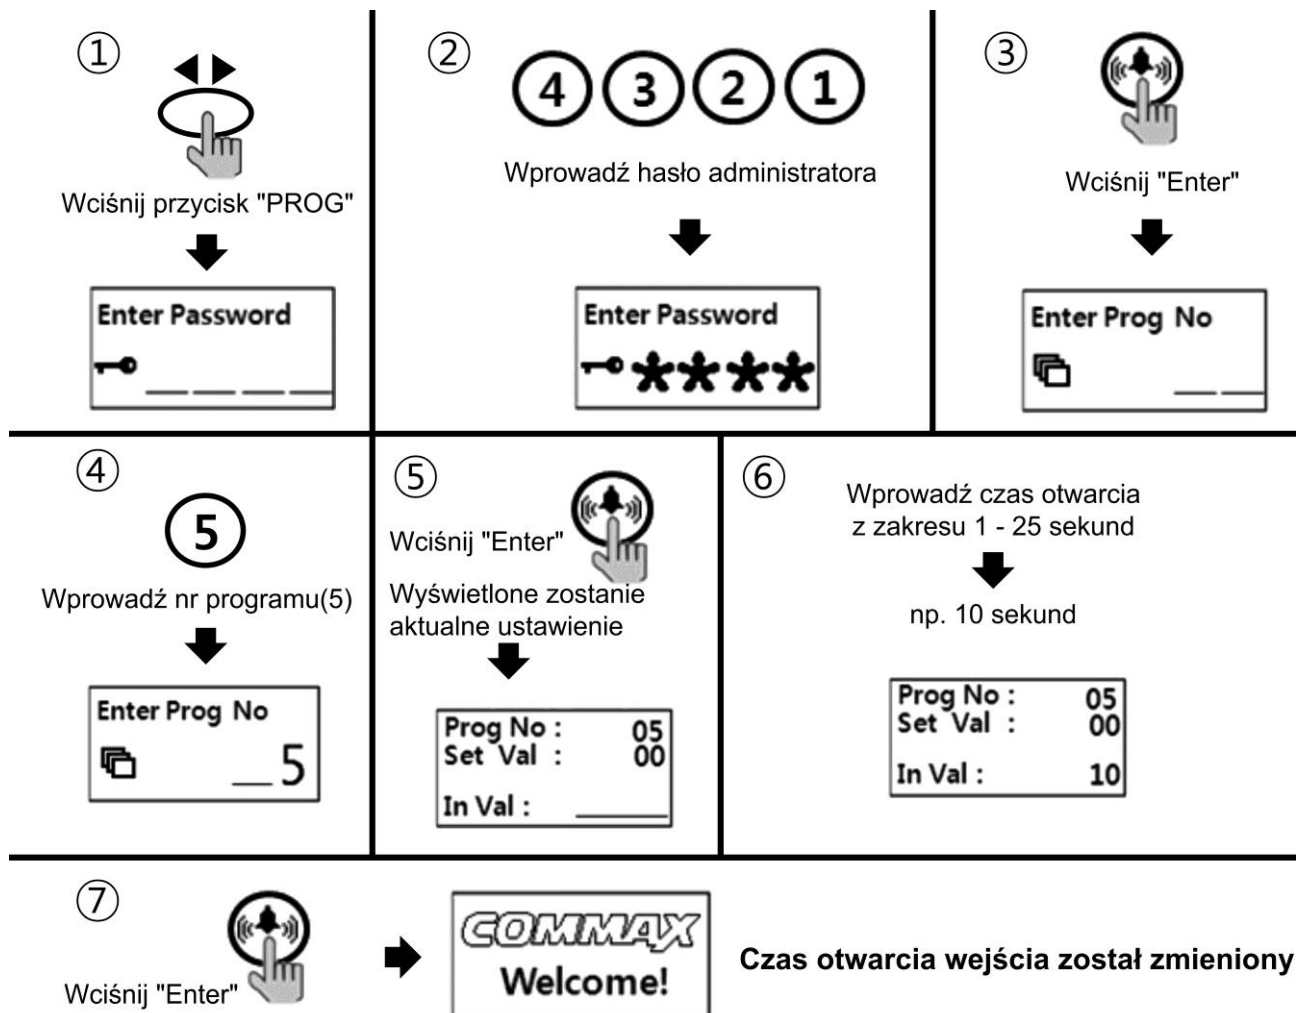 ①
Wciśnij przycisk "PROG"
Enter Password
②
4 3 2 1
Wprowadź hasło administratora
Enter Password
③
Wciśnij "Enter"
Enter Prog No
④
5
Wprowadź nr programu(5)
Enter Prog No
_5
⑤
Wciśnij "Enter"
Wyświetlone zostanie
aktualne ustawienie
Prog No : 05
Set Val : 00
In Val :
⑥
Wprowadź czas otwarcia
z zakresu 1 - 25 sekund
np. 10 sekund
Prog No : 05
Set Val : 00
In Val : 10
⑦
Wciśnij "Enter"
COMMAX
Welcome!
Czas otwarcia wejścia został zmieniony